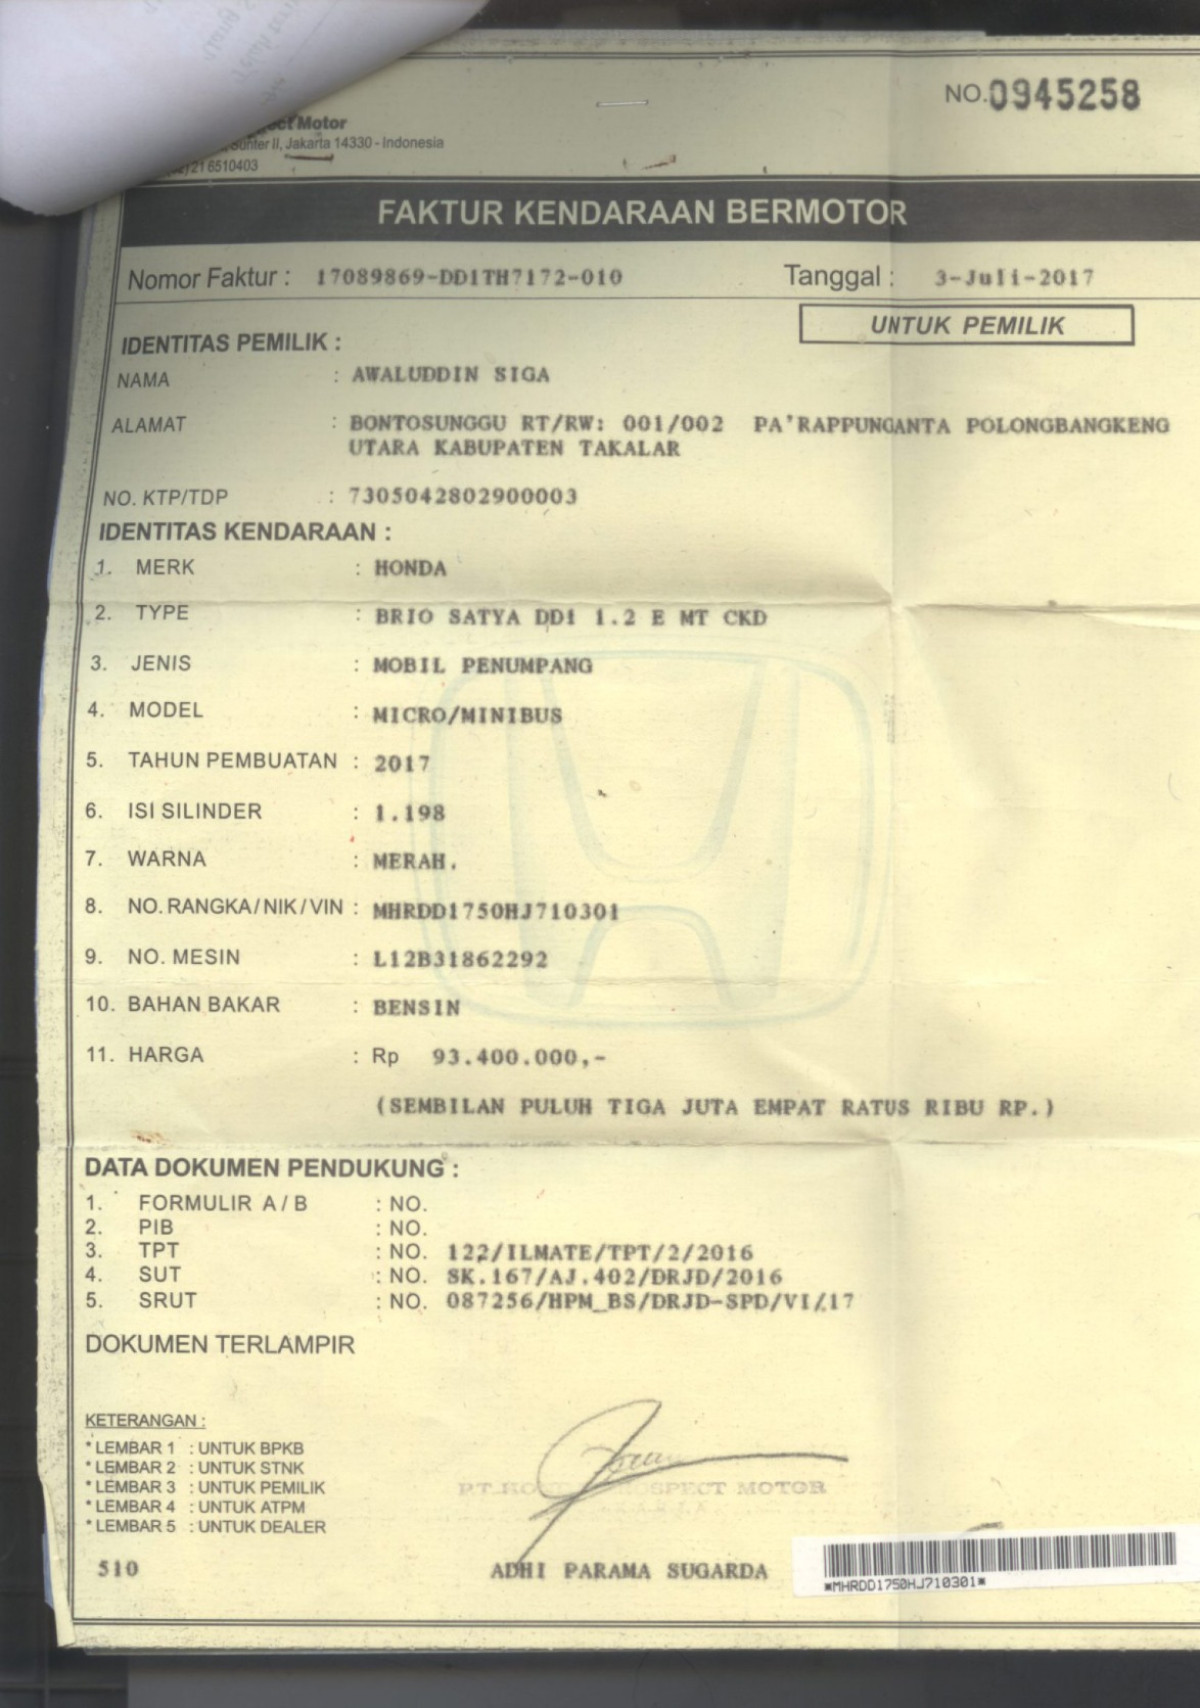 NO.0945258
Motor
Sunter II, Jakarta 14330 - Indonesia
21 6510403
FAKTUR KENDARAAN BERMOTOR
Nomor Faktur : 17089869-DD1TH7172-010 Tanggal : 3-Juli-2017
UNTUK PEMILIK
IDENTITAS PEMILIK :
NAMA : AWALUDDIN SIGA
ALAMAT : BONTOSUNGGU RT/RW: 001/002 PA'RAPPUNGANTA POLONGBANGKENG
UTARA KABUPATEN TAKALAR
NO. KTP/TDP : 7305042802900003
IDENTITAS KENDARAAN :
1. MERK : HONDA
2. TYPE : BRIO SATYA DD1 1.2 E MT CKD
3. JENIS : MOBIL PENUMPANG
4. MODEL : MICRO/MINIBUS
5. TAHUN PEMBUATAN : 2017
6. ISI SILINDER : 1.198
7. WARNA : MERAH.
8. NO. RANGKA / NIK / VIN : MHRDD1750HJ710301
9. NO. MESIN : L12B31862292
10. BAHAN BAKAR : BENSIN
11. HARGA : Rp 93.400.000,-
(SEMBILAN PULUH TIGA JUTA EMPAT RATUS RIBU RP.)
DATA DOKUMEN PENDUKUNG :
1. FORMULIR A / B : NO.
2. PIB : NO.
3. TPT : NO. 122/ILMATE/TPT/2/2016
4. SUT : NO. SK.167/AJ.402/DRJD/2016
5. SRUT : NO. 087256/HPM_BS/DRJD-SPD/VI/17
DOKUMEN TERLAMPIR
KETERANGAN :
* LEMBAR 1 : UNTUK BPKB
* LEMBAR 2 : UNTUK STNK
* LEMBAR 3 : UNTUK PEMILIK
* LEMBAR 4 : UNTUK ATPM
* LEMBAR 5 : UNTUK DEALER
PT. HONDA PROSPECT MOTOR
510
ADHI PARAMA SUGARDA
*MHRDD1750HJ710301*